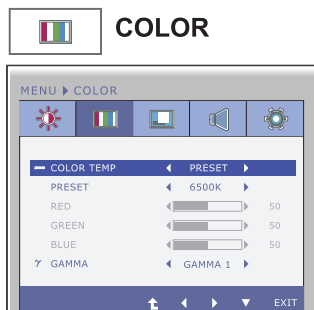 COLOR
MENU COLOR
COLOR TEMP PRESET
PRESET 6500K
RED 50
GREEN 50
BLUE 50
γ GAMMA GAMMA 1
EXIT